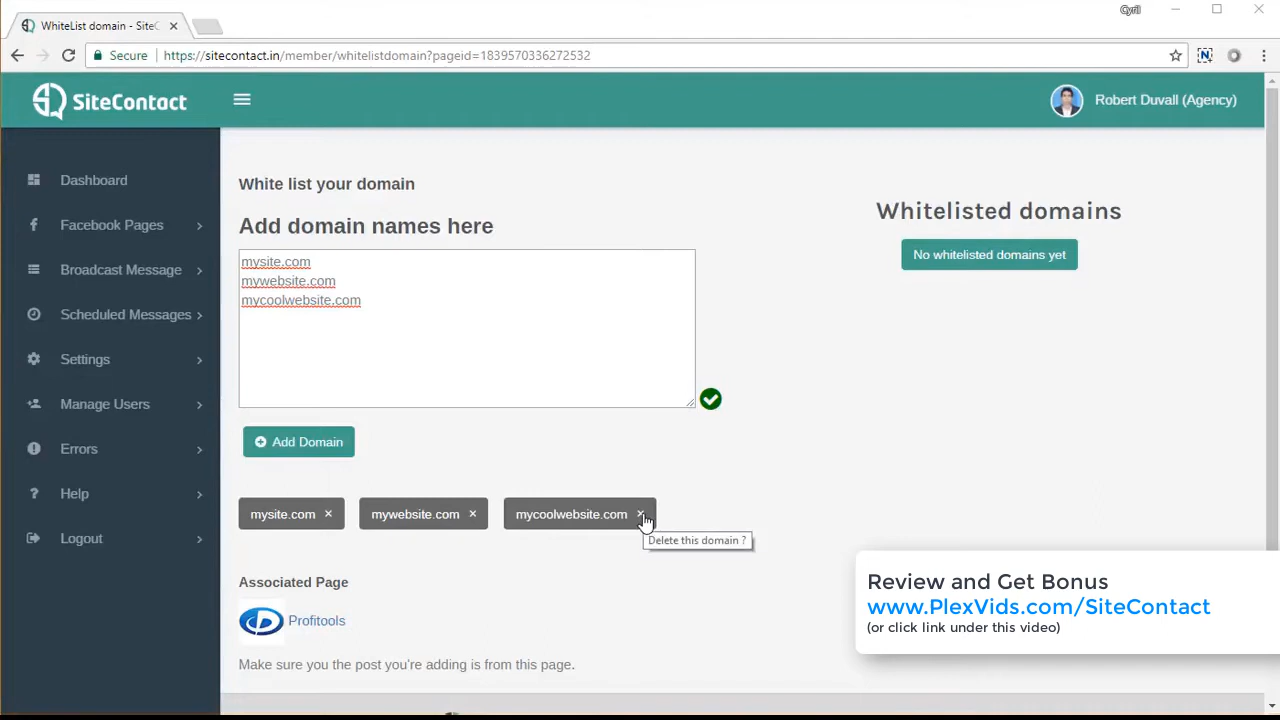 Cyril
WhiteList domain - SiteC
Secure
https://sitecontact.in/member/whitelistdomain?pageid=1839570336272532
N
SiteContact
Robert Duvall (Agency)
Dashboard
Facebook Pages
Broadcast Message
Scheduled Messages
Settings
Manage Users
Errors
Help
Logout
White list your domain
Add domain names here
mysite.com
mywebsite.com
mycoolwebsite.com
Add Domain
mysite.com ×
mywebsite.com ×
mycoolwebsite.com ×
Delete this domain ?
Associated Page
Profitools
Make sure you the post you're adding is from this page.
Whitelisted domains
No whitelisted domains yet
Review and Get Bonus
www.PlexVids.com/SiteContact
(or click link under this video)